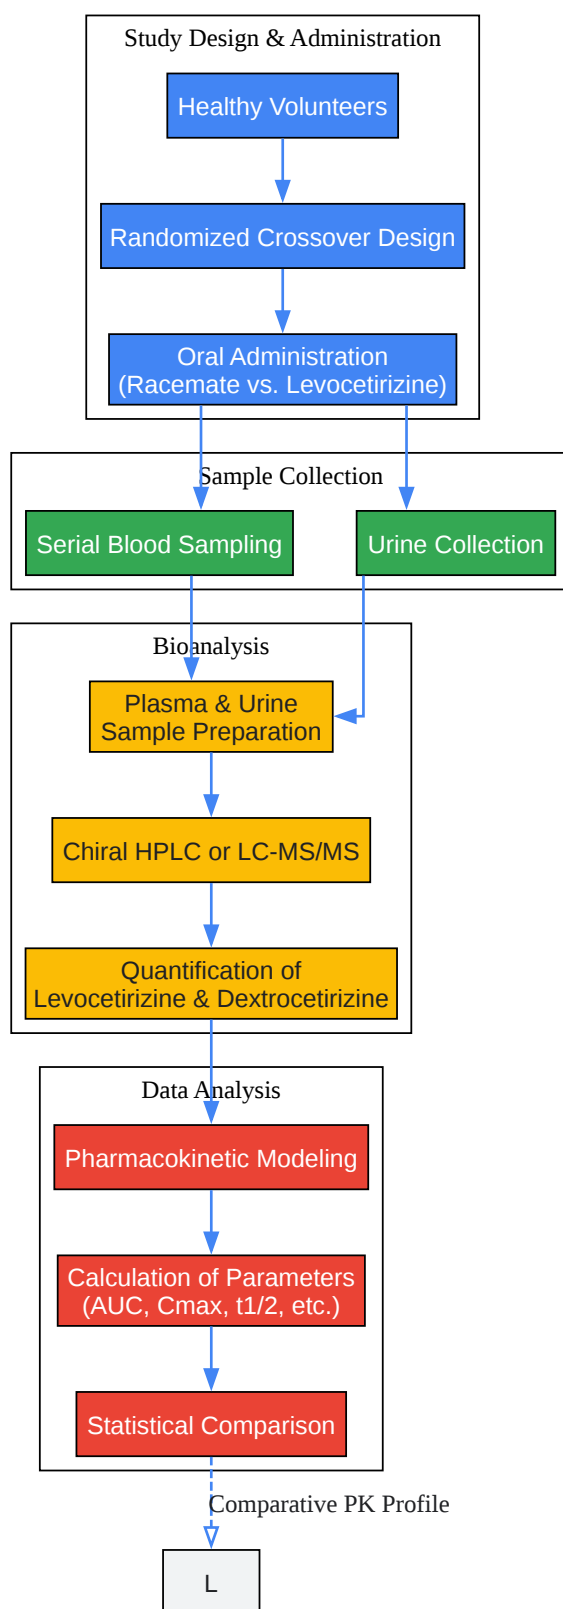 Study Design & Administration
Healthy Volunteers
Randomized Crossover Design
Oral Administration
(Racemate vs. Levocetirizine)
Sample Collection
Serial Blood Sampling
Urine Collection
Bioanalysis
Plasma & Urine
Sample Preparation
Chiral HPLC or LC-MS/MS
Quantification of
Levocetirizine & Dextrocetirizine
Data Analysis
Pharmacokinetic Modeling
Calculation of Parameters
(AUC, Cmax, t1/2, etc.)
Statistical Comparison
Comparative PK Profile
L